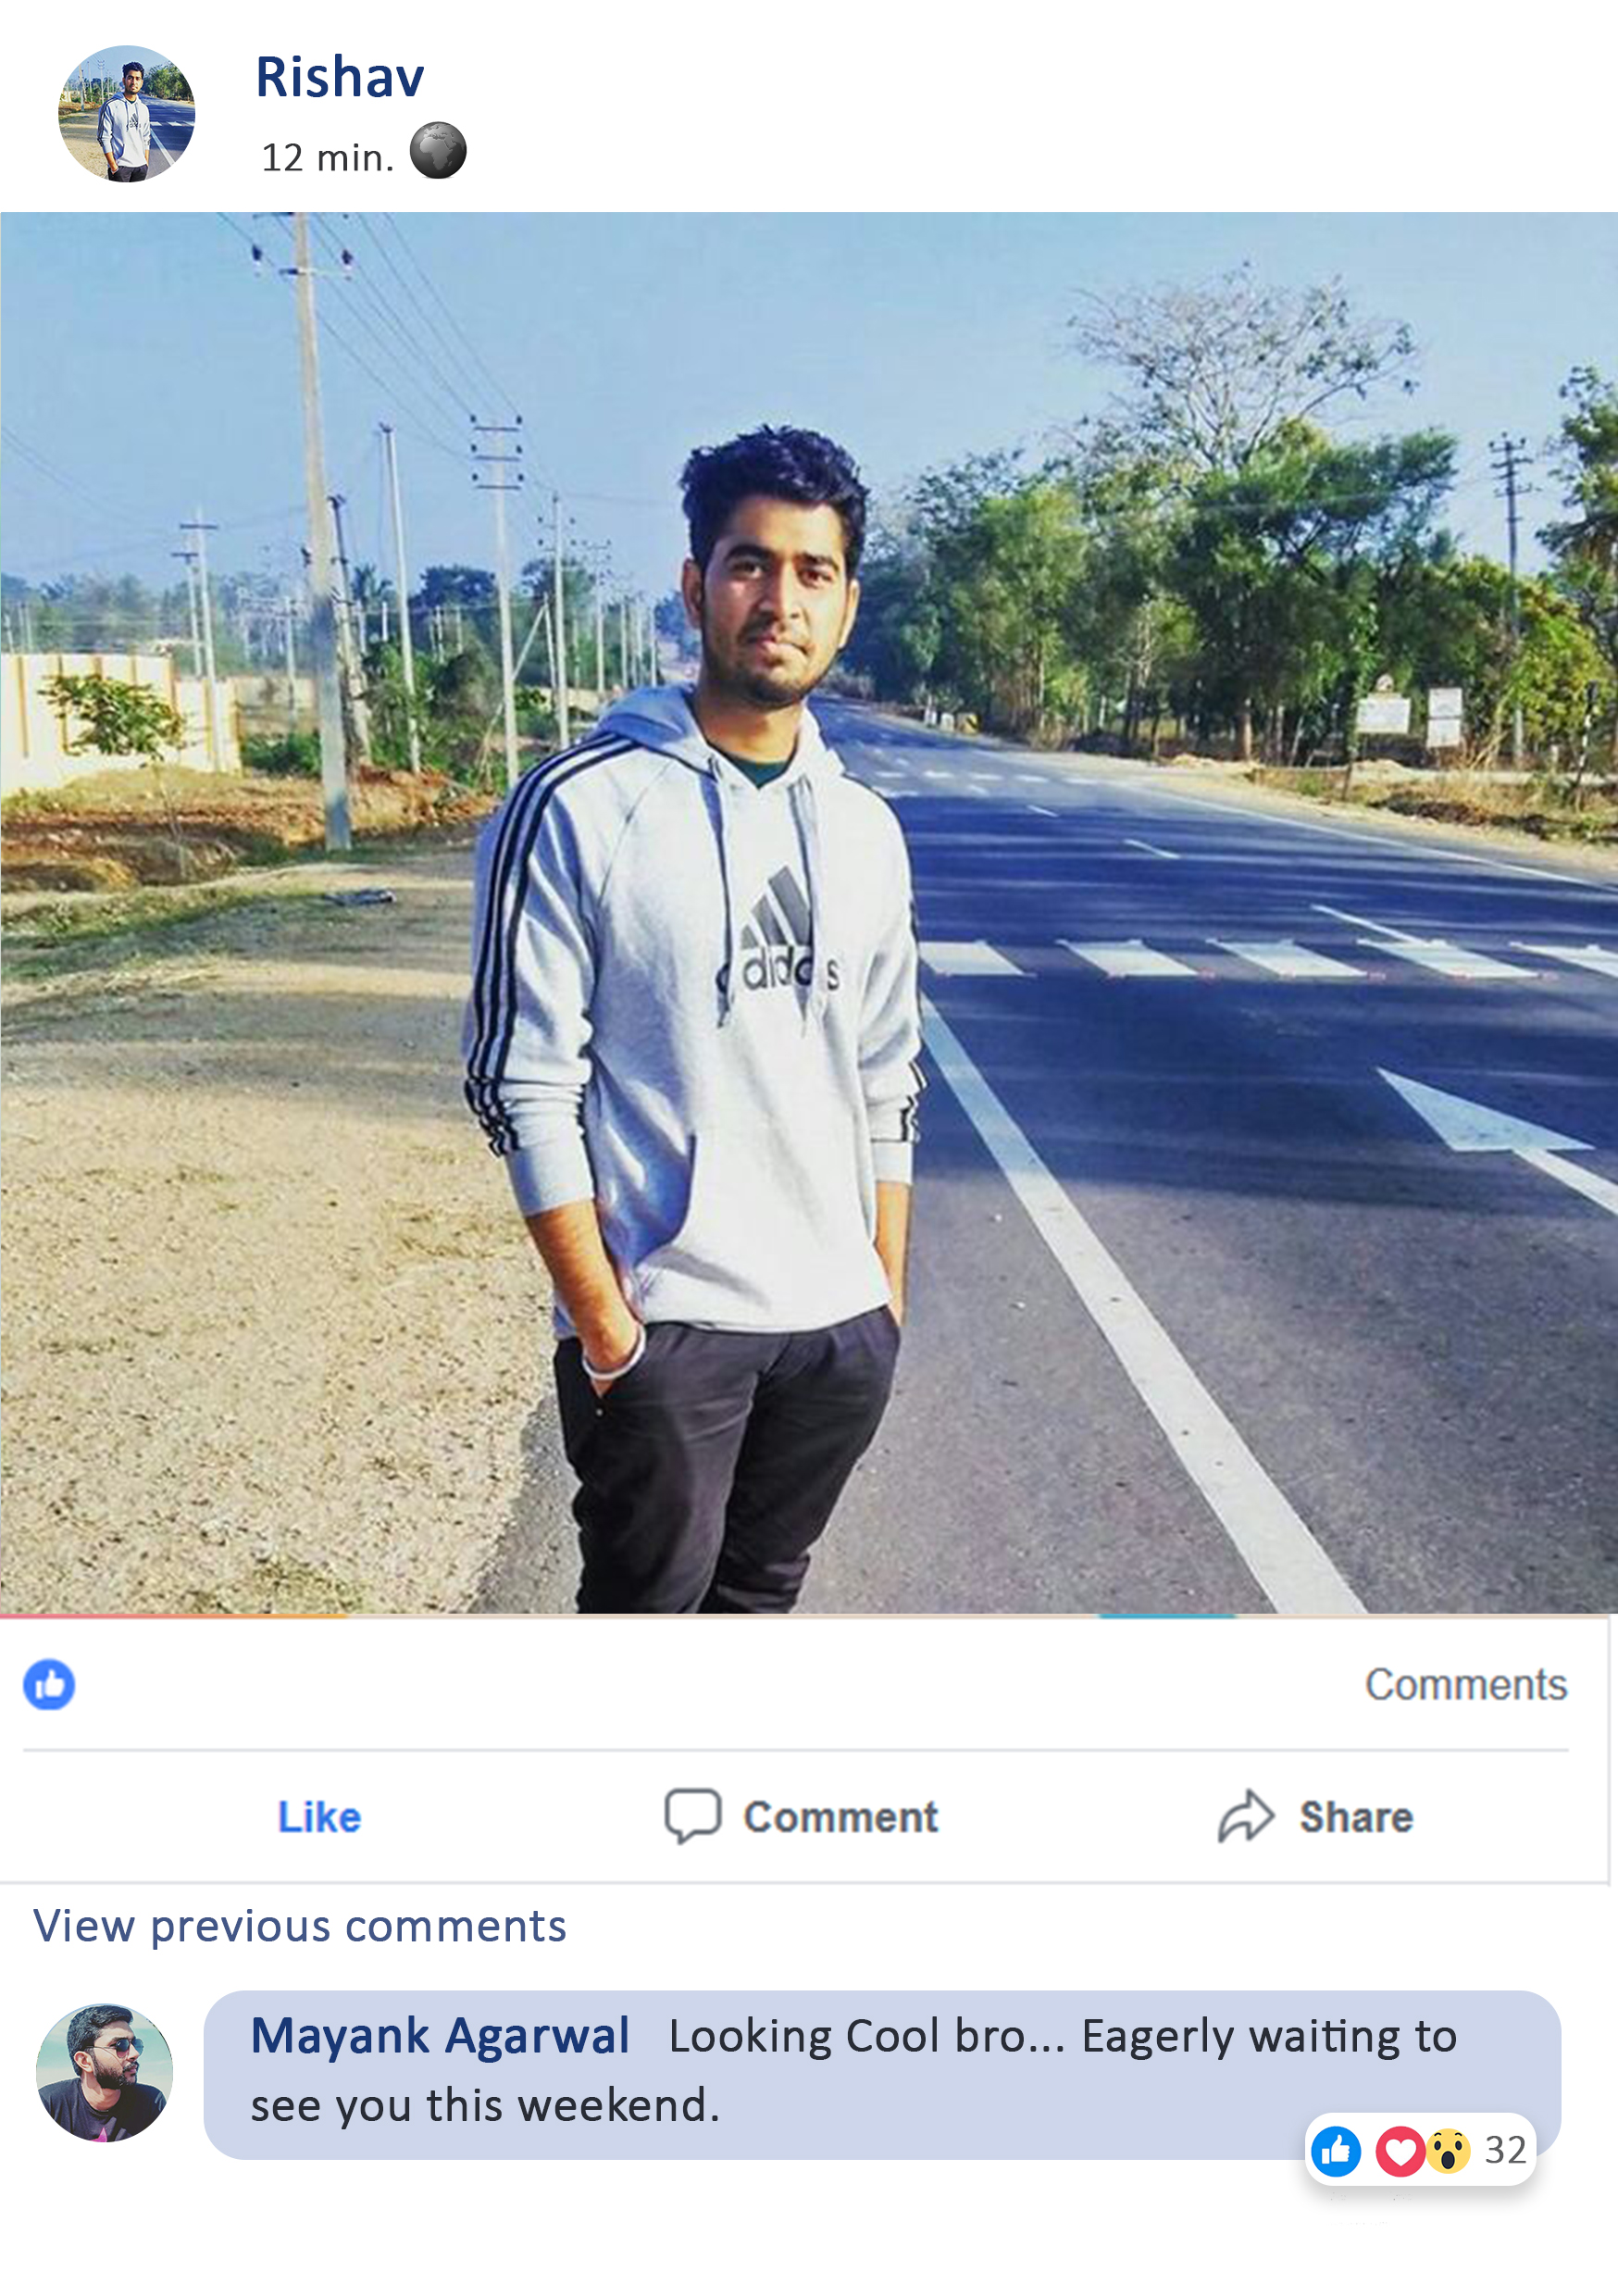 Rishav
12 min.
adidas
Comments
Like Comment Share
View previous comments
Mayank Agarwal Looking Cool bro... Eagerly waiting to
see you this weekend.
32